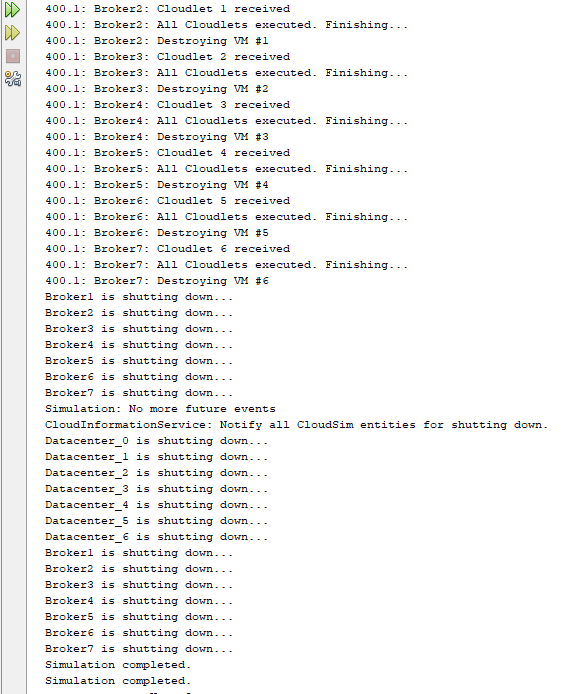 400.1: Broker2: Cloudlet 1 received
400.1: Broker2: All Cloudlets executed. Finishing...
400.1: Broker2: Destroying VM #1
400.1: Broker3: Cloudlet 2 received
400.1: Broker3: All Cloudlets executed. Finishing...
400.1: Broker3: Destroying VM #2
400.1: Broker4: Cloudlet 3 received
400.1: Broker4: All Cloudlets executed. Finishing...
400.1: Broker4: Destroying VM #3
400.1: Broker5: Cloudlet 4 received
400.1: Broker5: All Cloudlets executed. Finishing...
400.1: Broker5: Destroying VM #4
400.1: Broker6: Cloudlet 5 received
400.1: Broker6: All Cloudlets executed. Finishing...
400.1: Broker6: Destroying VM #5
400.1: Broker7: Cloudlet 6 received
400.1: Broker7: All Cloudlets executed. Finishing...
400.1: Broker7: Destroying VM #6
Broker1 is shutting down...
Broker2 is shutting down...
Broker3 is shutting down...
Broker4 is shutting down...
Broker5 is shutting down...
Broker6 is shutting down...
Broker7 is shutting down...
Simulation: No more future events
CloudInformationService: Notify all CloudSim entities for shutting down.
Datacenter_0 is shutting down...
Datacenter_1 is shutting down...
Datacenter_2 is shutting down...
Datacenter_3 is shutting down...
Datacenter_4 is shutting down...
Datacenter_5 is shutting down...
Datacenter_6 is shutting down...
Broker1 is shutting down...
Broker2 is shutting down...
Broker3 is shutting down...
Broker4 is shutting down...
Broker5 is shutting down...
Broker6 is shutting down...
Broker7 is shutting down...
Simulation completed.
Simulation completed.